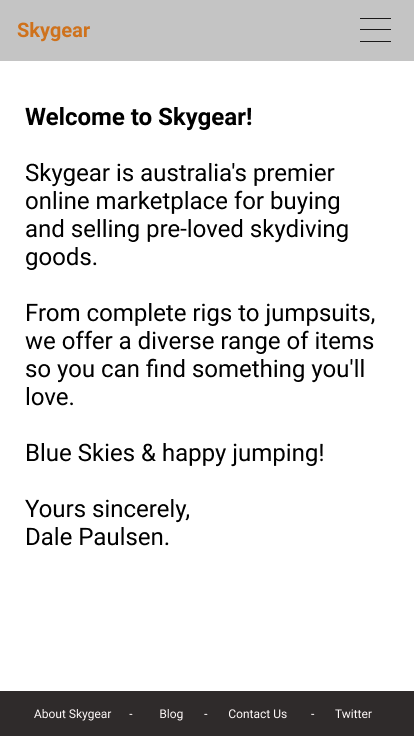 Skygear
Welcome to Skygear!
Skygear is australia's premier
online marketplace for buying
and selling pre-loved skydiving
goods.
From complete rigs to jumpsuits,
we offer a diverse range of items
so you can find something you'll
love.
Blue Skies & happy jumping!
Yours sincerely,
Dale Paulsen.
About Skygear - Blog - Contact Us - Twitter